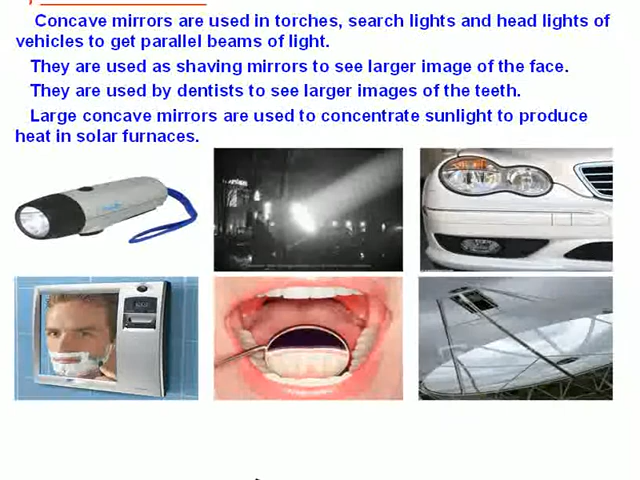 Concave mirrors are used in torches, search lights and head lights of
vehicles to get parallel beams of light.
They are used as shaving mirrors to see larger image of the face.
They are used by dentists to see larger images of the teeth.
Large concave mirrors are used to concentrate sunlight to produce
heat in solar furnaces.